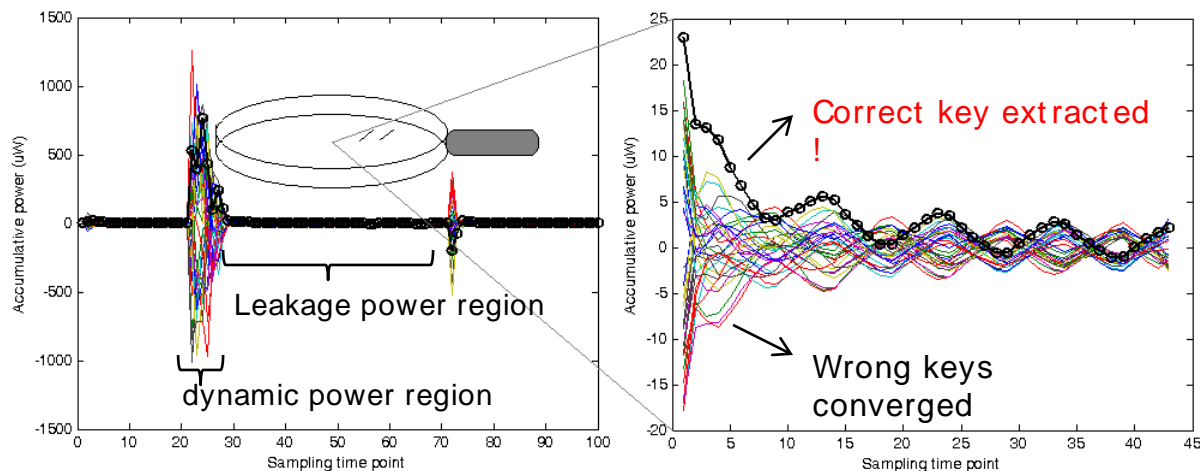 1500
1000
500
0
-500
-1000
-1500
Accumulative power (uW)
Leakage power region
dynamic power region
0 10 20 30 40 50 60 70 80 90 100
Sampling time point
25
20
15
10
5
0
-5
-10
-15
-20
Accumulative power (uW)
Correct key extracted
!
Wrong keys
converged
0 5 10 15 20 25 30 35 40 45
Sampling time point